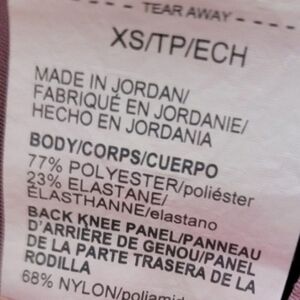 TEAR AWAY
XS/TP/ECH
MADE IN JORDAN/
FABRIQUÉ EN JORDANIE/
HECHO EN JORDANIA
BODY/CORPS/CUERPO
77% POLYESTER/poliéster
23% ELASTANE/
ÉLASTHANNE/elastano
BACK KNEE PANEL/PANNEAU
D'ARRIÈRE DE GENOU/PANEL
DE LA PARTE TRASERA DE LA
RODILLA
68% NYLON/poliamid